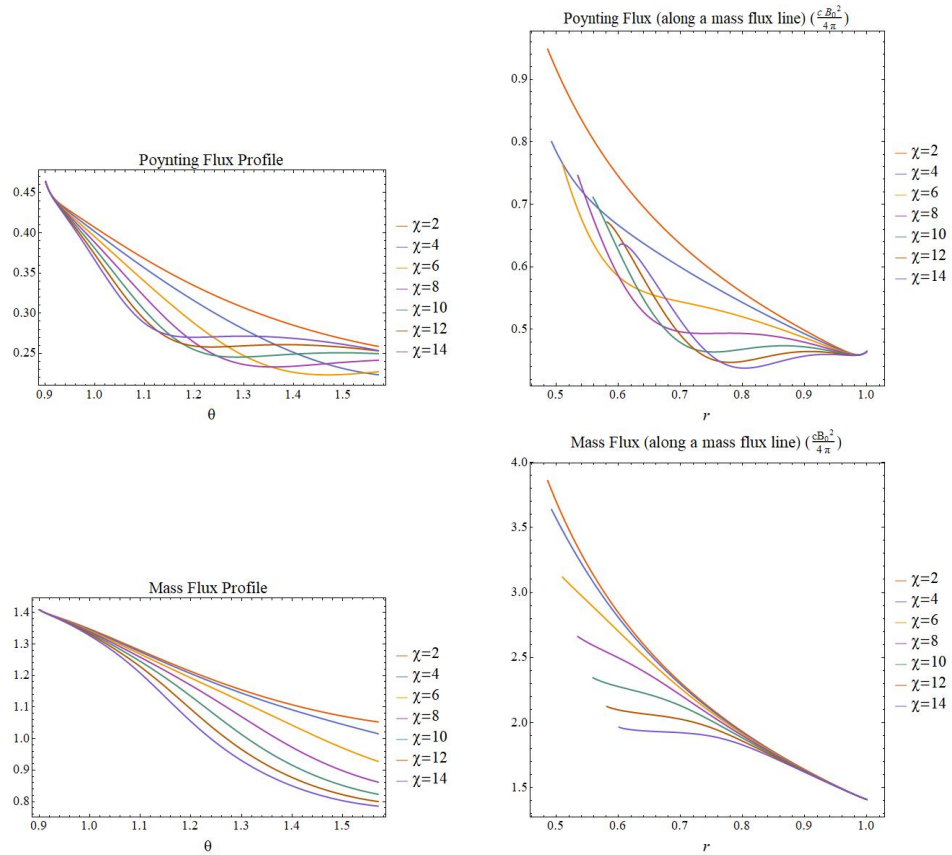 Poynting Flux (along a mass flux line) (c B₀²/4 π)
0.9
0.8
0.7
0.6
0.5
0.5 0.6 0.7 0.8 0.9 1.0
r
χ=2
χ=4
χ=6
χ=8
χ=10
χ=12
χ=14
Poynting Flux Profile
0.45
0.40
0.35
0.30
0.25
0.9 1.0 1.1 1.2 1.3 1.4 1.5
θ
χ=2
χ=4
χ=6
χ=8
χ=10
χ=12
χ=14
Mass Flux (along a mass flux line) (cB₀²/4 π)
4.0
3.5
3.0
2.5
2.0
1.5
0.5 0.6 0.7 0.8 0.9 1.0
r
χ=2
χ=4
χ=6
χ=8
χ=10
χ=12
χ=14
Mass Flux Profile
1.4
1.3
1.2
1.1
1.0
0.9
0.8
0.9 1.0 1.1 1.2 1.3 1.4 1.5
θ
χ=2
χ=4
χ=6
χ=8
χ=10
χ=12
χ=14